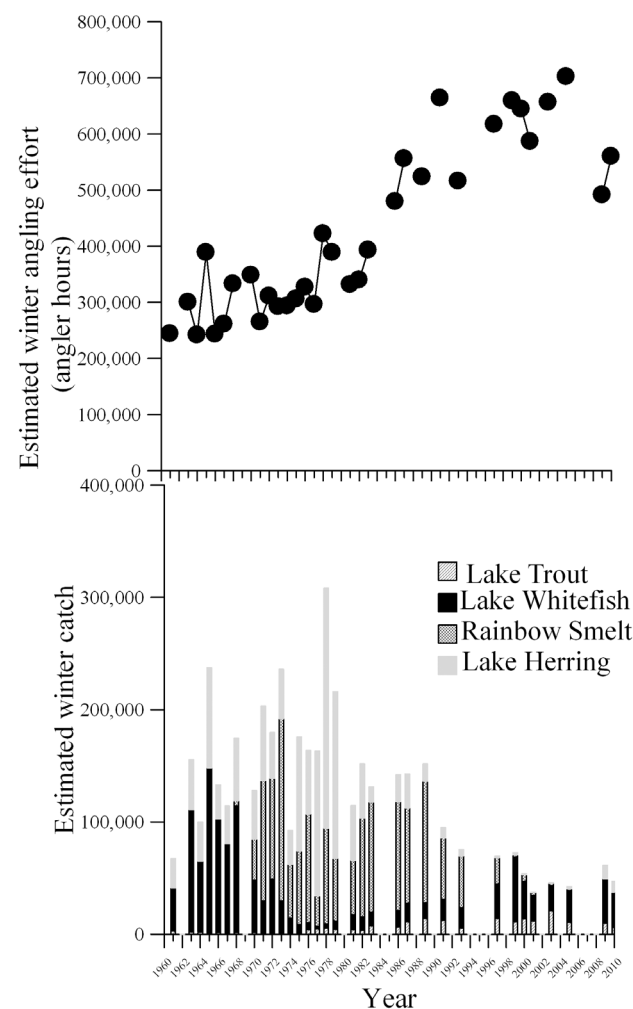 800,000
700,000
600,000
500,000
400,000
300,000
200,000
100,000
0
Estimated winter angling effort
(angler hours)
400,000
300,000
200,000
100,000
0
Estimated winter catch
Lake Trout
Lake Whitefish
Rainbow Smelt
Lake Herring
1960 1962 1964 1966 1968 1970 1972 1974 1976 1978 1980 1982 1984 1986 1988 1990 1992 1994 1996 1998 2000 2002 2004 2006 2008 2010
Year